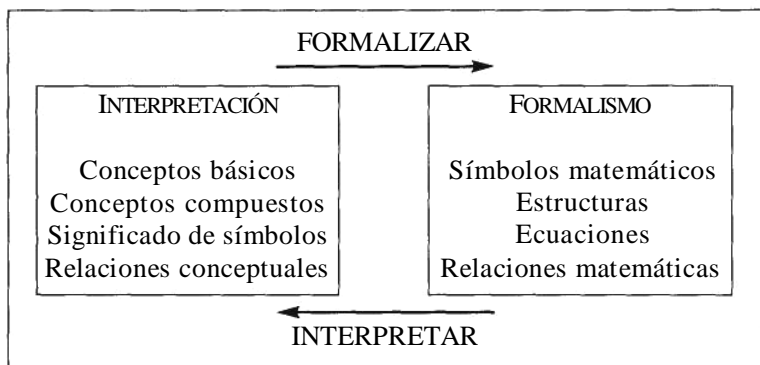 FORMALIZAR
INTERPRETACIÓN
Conceptos básicos
Conceptos compuestos
Significado de símbolos
Relaciones conceptuales
FORMALISMO
Símbolos matemáticos
Estructuras
Ecuaciones
Relaciones matemáticas
INTERPRETAR